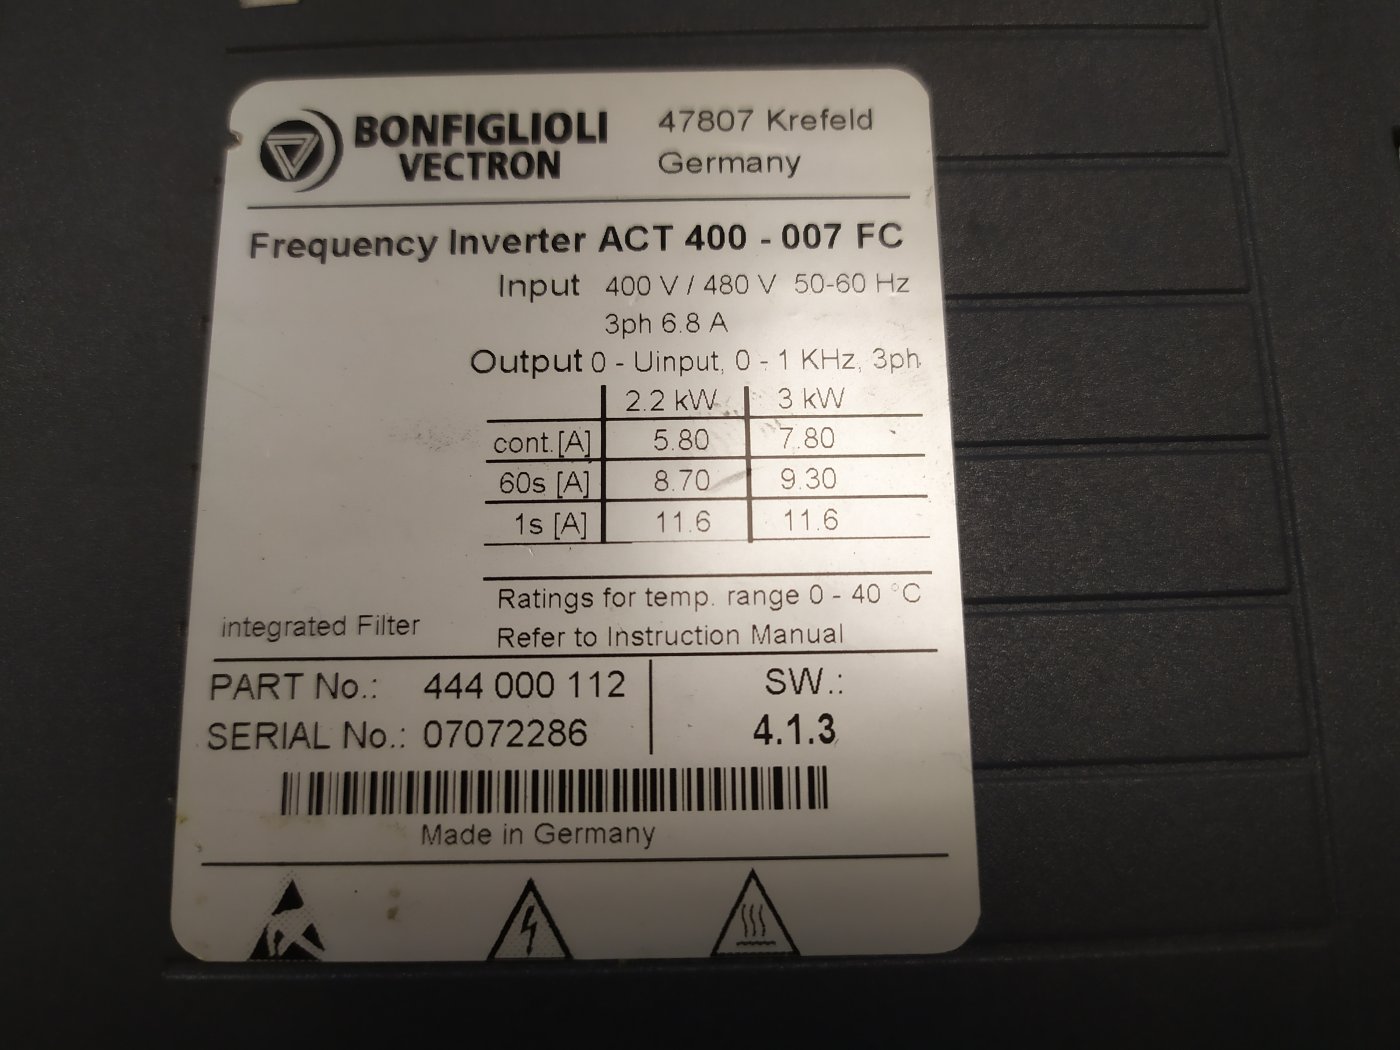 BONFIGLIOLI
VECTRON
47807 Krefeld
Germany
Frequency Inverter ACT 400 - 007 FC
Input 400 V / 480 V 50-60 Hz
3ph 6.8 A
Output 0 - Uinput, 0 - 1 KHz, 3ph
2.2 kW 3 kW
cont.[A] 5.80 7.80
60s [A] 8.70 9.30
1s [A] 11.6 11.6
Ratings for temp. range 0 - 40 °C
integrated Filter
Refer to Instruction Manual
PART No.: 444 000 112
SW.:
SERIAL No.: 07072286
4.1.3
Made in Germany